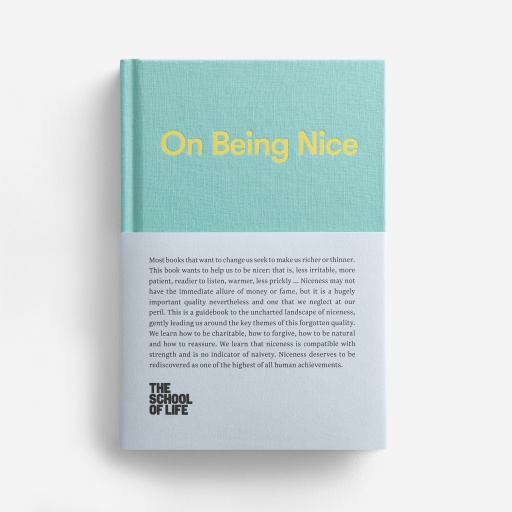 On Being Nice
Most books that want to change us seek to make us richer or thinner.
This book wants to help us to be nicer: that is, less irritable, more
patient, readier to listen, warmer, less prickly ... Niceness may not
have the immediate allure of money or fame, but it is a hugely
important quality nevertheless and one that we neglect at our
peril. This is a guidebook to the uncharted landscape of niceness,
gently leading us around the key themes of this forgotten quality.
We learn how to be charitable, how to forgive, how to be natural
and how to reassure. We learn that niceness is compatible with
strength and is no indicator of naivety. Niceness deserves to be
rediscovered as one of the highest of all human achievements.
THE
SCHOOL
OF LIFE